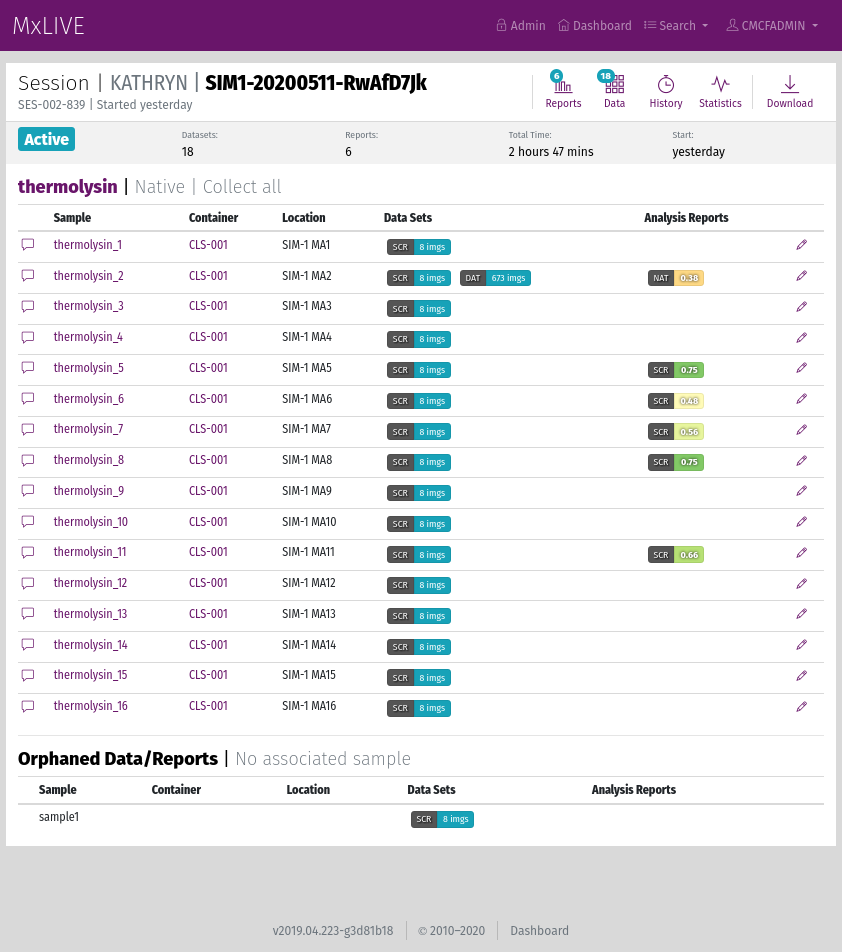 MxLIVE Admin Dashboard Search CMCFADMIN
Session | KATHRYN | SIM1-20200511-RwAfD7Jk
SES-002-839 | Started yesterday
6 18
Reports Data History Statistics Download
Active
Datasets: Reports: Total Time: Start:
18 6 2 hours 47 mins yesterday
thermolysin | Native | Collect all
Sample Container Location Data Sets Analysis Reports
thermolysin_1 CLS-001 SIM-1 MA1 SCR 8 imgs
thermolysin_2 CLS-001 SIM-1 MA2 SCR 8 imgs DAT 673 imgs NAT 0.38
thermolysin_3 CLS-001 SIM-1 MA3 SCR 8 imgs
thermolysin_4 CLS-001 SIM-1 MA4 SCR 8 imgs
thermolysin_5 CLS-001 SIM-1 MA5 SCR 8 imgs SCR 0.75
thermolysin_6 CLS-001 SIM-1 MA6 SCR 8 imgs SCR 0.48
thermolysin_7 CLS-001 SIM-1 MA7 SCR 8 imgs SCR 0.56
thermolysin_8 CLS-001 SIM-1 MA8 SCR 8 imgs SCR 0.75
thermolysin_9 CLS-001 SIM-1 MA9 SCR 8 imgs
thermolysin_10 CLS-001 SIM-1 MA10 SCR 8 imgs
thermolysin_11 CLS-001 SIM-1 MA11 SCR 8 imgs SCR 0.66
thermolysin_12 CLS-001 SIM-1 MA12 SCR 8 imgs
thermolysin_13 CLS-001 SIM-1 MA13 SCR 8 imgs
thermolysin_14 CLS-001 SIM-1 MA14 SCR 8 imgs
thermolysin_15 CLS-001 SIM-1 MA15 SCR 8 imgs
thermolysin_16 CLS-001 SIM-1 MA16 SCR 8 imgs
Orphaned Data/Reports | No associated sample
Sample Container Location Data Sets Analysis Reports
sample1 SCR 8 imgs
v2019.04.223-g3d81b18 © 2010–2020 Dashboard